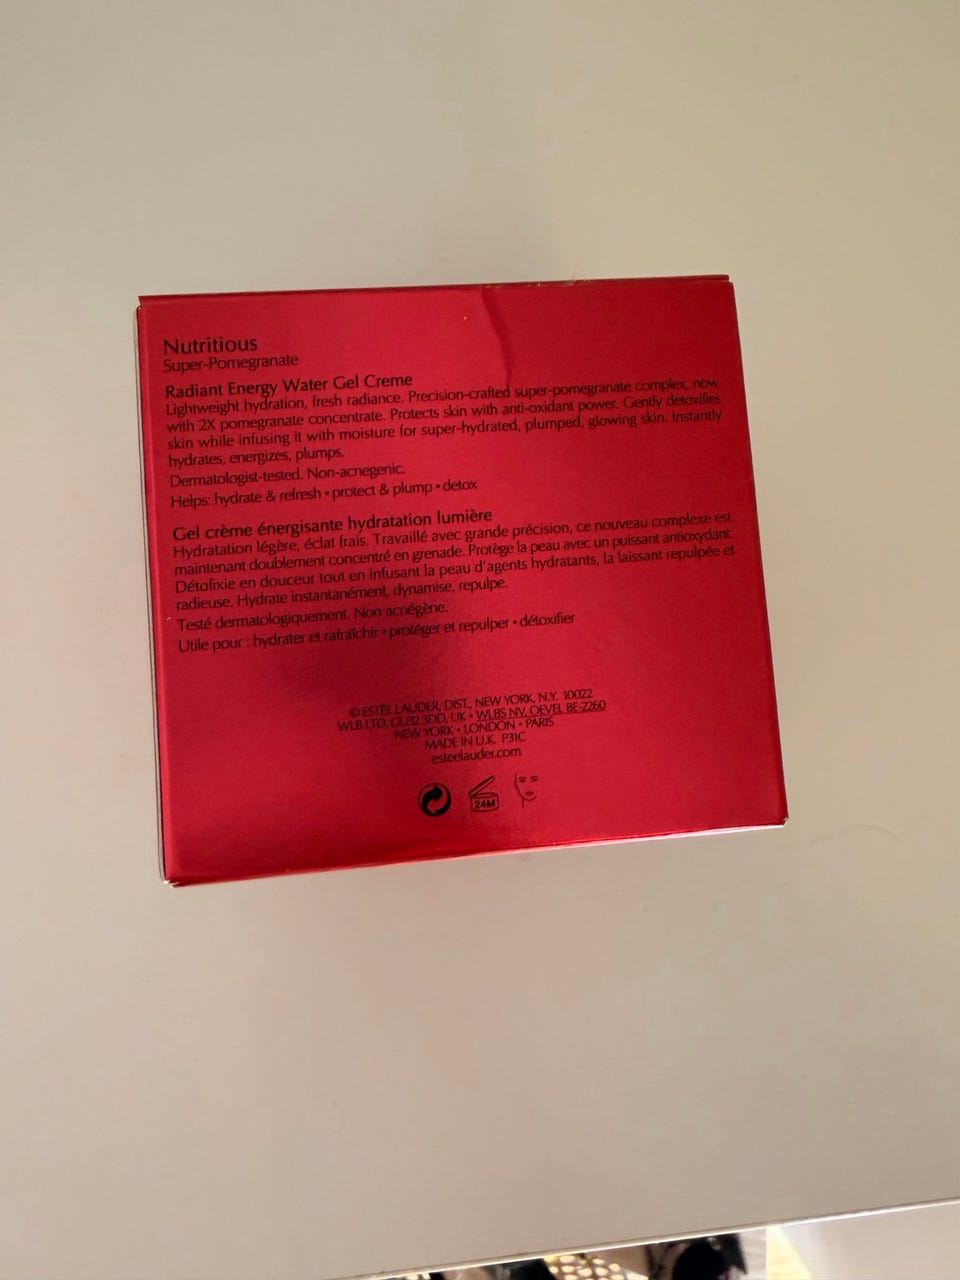 Nutritious
Super-Pomegranate
Radiant Energy Water Gel Creme
Lightweight hydration, fresh radiance. Precision-crafted super-pomegranate complex, now
with 2X pomegranate concentrate. Protects skin with anti-oxidant power. Gently detoxifies
skin while infusing it with moisture for super-hydrated, plumped, glowing skin. Instantly
hydrates, energizes, plumps.
Dermatologist-tested. Non-acnegenic.
Helps: hydrate & refresh • protect & plump • detox
Gel crème énergisante hydratation lumière
Hydratation légère, éclat frais. Travaillé avec grande précision, ce nouveau complexe est
maintenant doublement concentré en grenade. Protège la peau avec un puissant antioxydant.
Détofixie en douceur tout en infusant la peau d'agents hydratants, la laissant repulpée et
radieuse. Hydrate instantanément, dynamise, repulpe.
Testé dermatologiquement. Non acnégène.
Utile pour : hydrater et rafraîchir • protéger et repulper • détoxifier
© ESTĒE LAUDER, DIST., NEW YORK, N.Y. 10022
WLB LTD, GU32 3DD, UK • WLBS NV, OEVEL BE-2260
NEW YORK • LONDON • PARIS
MADE IN U.K. P31C
esteelauder.com
24M